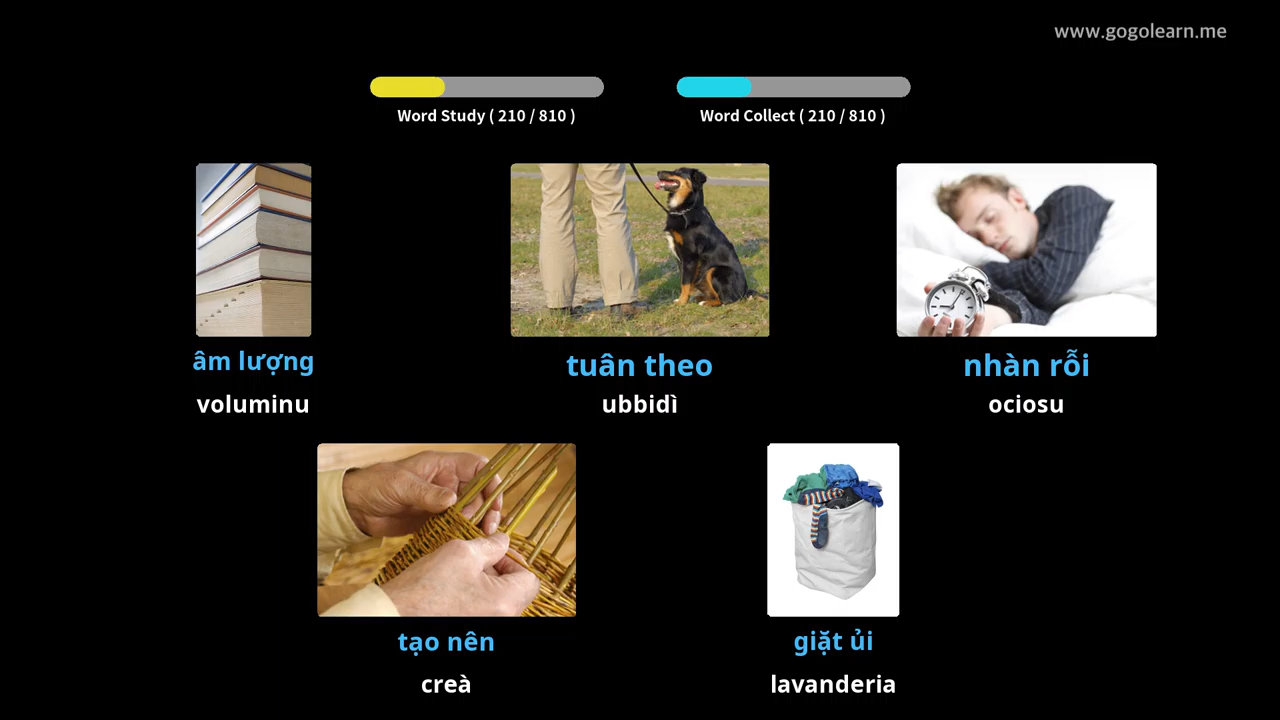 www.gogolearn.me
Word Study ( 210 / 810 )
Word Collect ( 210 / 810 )
âm lượng
voluminu
tuân theo
ubbidì
nhàn rỗi
ociosu
tạo nên
creà
giặt ủi
lavanderia